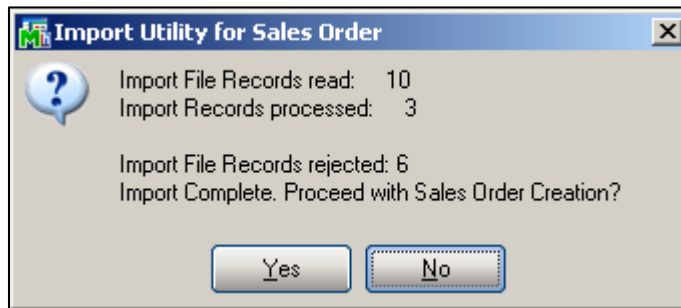 Import Utility for Sales Order
Import File Records read: 10
Import Records processed: 3
Import File Records rejected: 6
Import Complete. Proceed with Sales Order Creation?
Yes
No